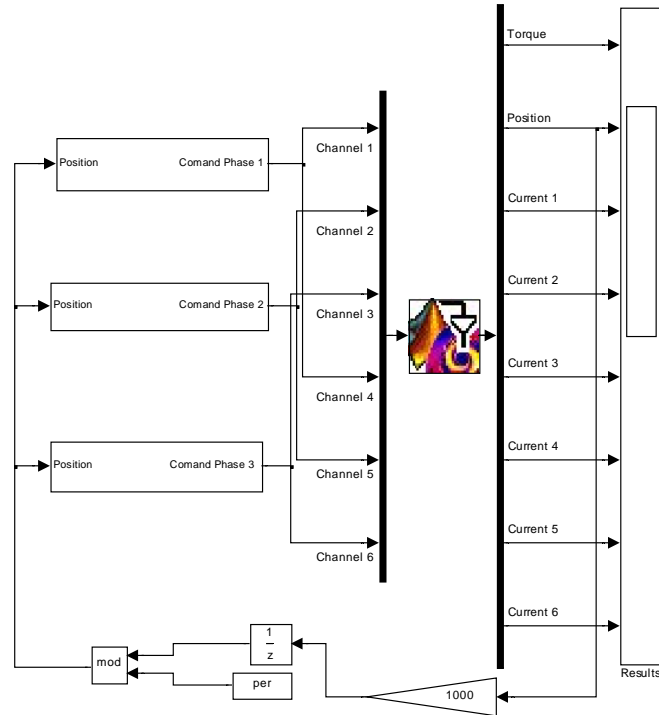 Torque
Position
Channel 1
Position Comand Phase 1
Current 1
Channel 2
Current 2
Position Comand Phase 2
Channel 3
Current 3
Channel 4
Current 4
Position Comand Phase 3
Channel 5
Current 5
Channel 6
Current 6
1
z
mod
per
1000
Results